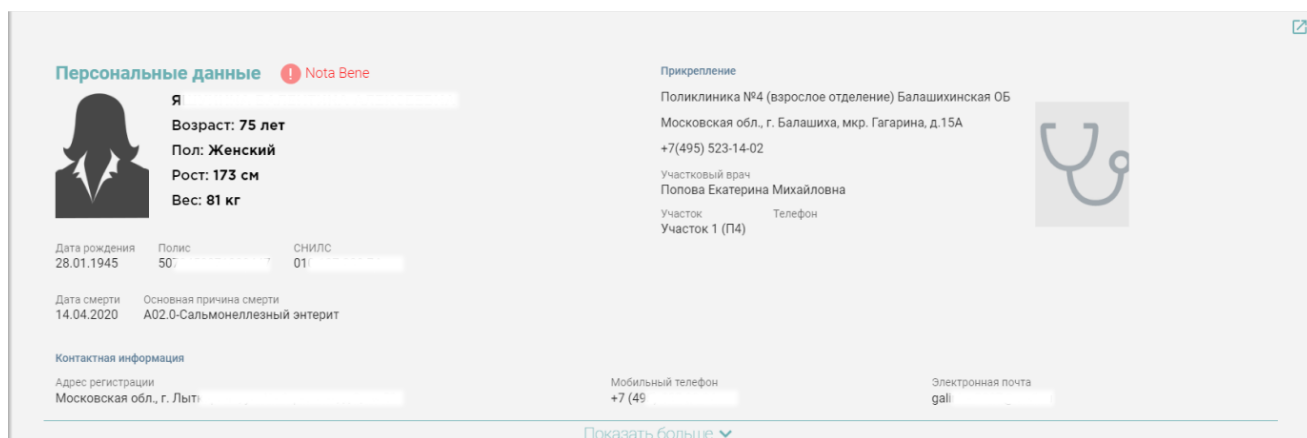 Персональные данные
! Nota Bene
Я
Возраст: 75 лет
Пол: Женский
Рост: 173 см
Вес: 81 кг
Дата рождения Полис СНИЛС
28.01.1945 507 01
Дата смерти Основная причина смерти
14.04.2020 A02.0-Сальмонеллезный энтерит
Прикрепление
Поликлиника №4 (взрослое отделение) Балашихинская ОБ
Московская обл., г. Балашиха, мкр. Гагарина, д.15А
+7(495) 523-14-02
Участковый врач
Попова Екатерина Михайловна
Участок Телефон
Участок 1 (П4)
Контактная информация
Адрес регистрации Мобильный телефон Электронная почта
Московская обл., г. Лыт +7 (49 gali
Показать больше